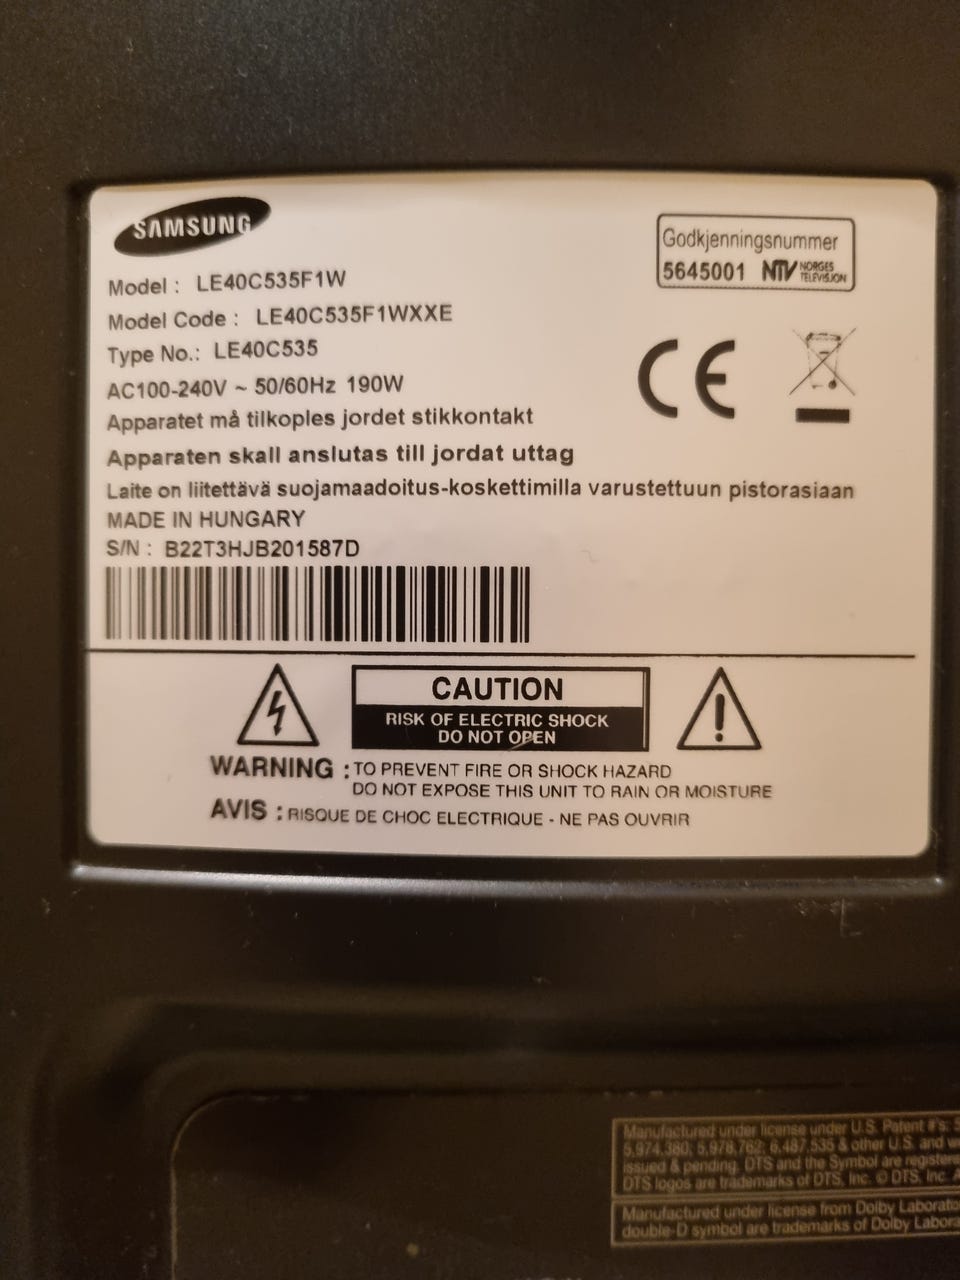 SAMSUNG
Godkjenningsnummer
5645001 NTV NORGES TELEVISJON
Model : LE40C535F1W
Model Code : LE40C535F1WXXE
Type No.: LE40C535
AC100-240V ~ 50/60Hz 190W
Apparatet må tilkoples jordet stikkontakt
Apparaten skall anslutas till jordat uttag
Laite on liitettävä suojamaadoitus-koskettimilla varustettuun pistorasiaan
MADE IN HUNGARY
S/N : B22T3HJB201587D
CE
CAUTION
RISK OF ELECTRIC SHOCK
DO NOT OPEN
WARNING : TO PREVENT FIRE OR SHOCK HAZARD
DO NOT EXPOSE THIS UNIT TO RAIN OR MOISTURE
AVIS : RISQUE DE CHOC ELECTRIQUE - NE PAS OUVRIR
Manufactured under license under U.S. Patent #'s: 5
5,974,380; 5,978,762; 6,487,535 & other U.S. and
issued & pending. DTS and the Symbol are registere
DTS logos are trademarks of DTS, Inc. © DTS, Inc. A
Manufactured under license from Dolby Laborato
double-D symbol are trademarks of Dolby Labora